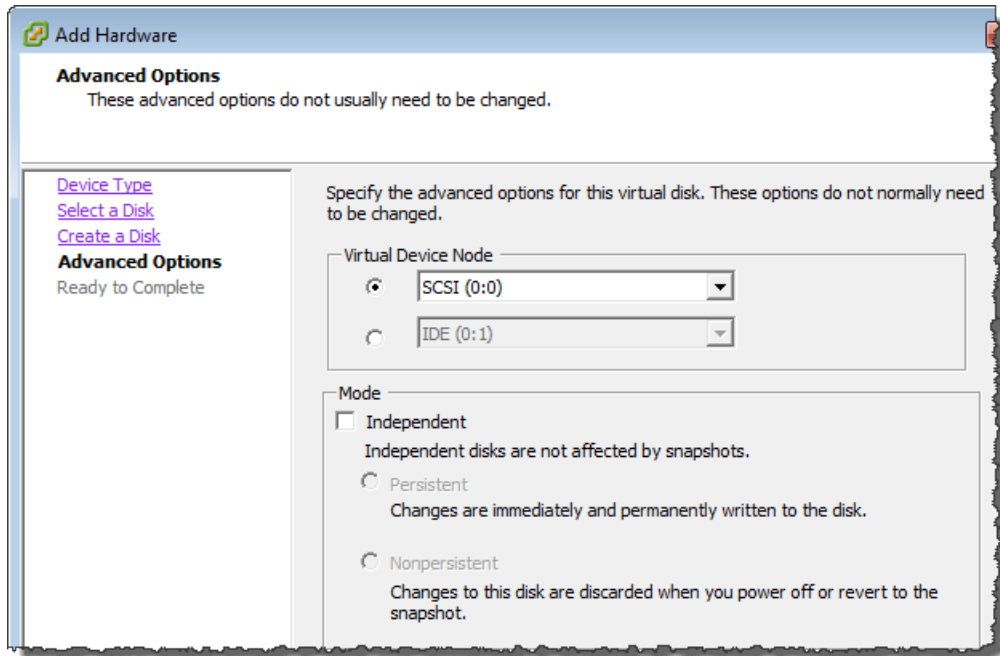 Add Hardware
Advanced Options
These advanced options do not usually need to be changed.
Device Type
Select a Disk
Create a Disk
Advanced Options
Ready to Complete
Specify the advanced options for this virtual disk. These options do not normally need
to be changed.
Virtual Device Node
SCSI (0:0)
IDE (0:1)
Mode
Independent
Independent disks are not affected by snapshots.
Persistent
Changes are immediately and permanently written to the disk.
Nonpersistent
Changes to this disk are discarded when you power off or revert to the
snapshot.